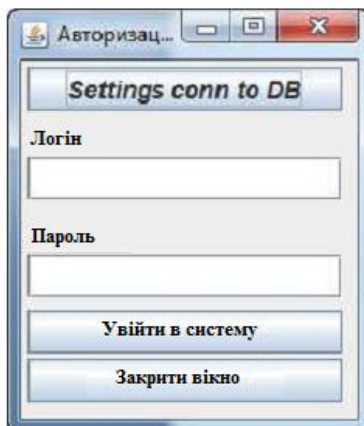 Авторизац...
Settings conn to DB
Логін
Пароль
Увійти в систему
Закрити вікно